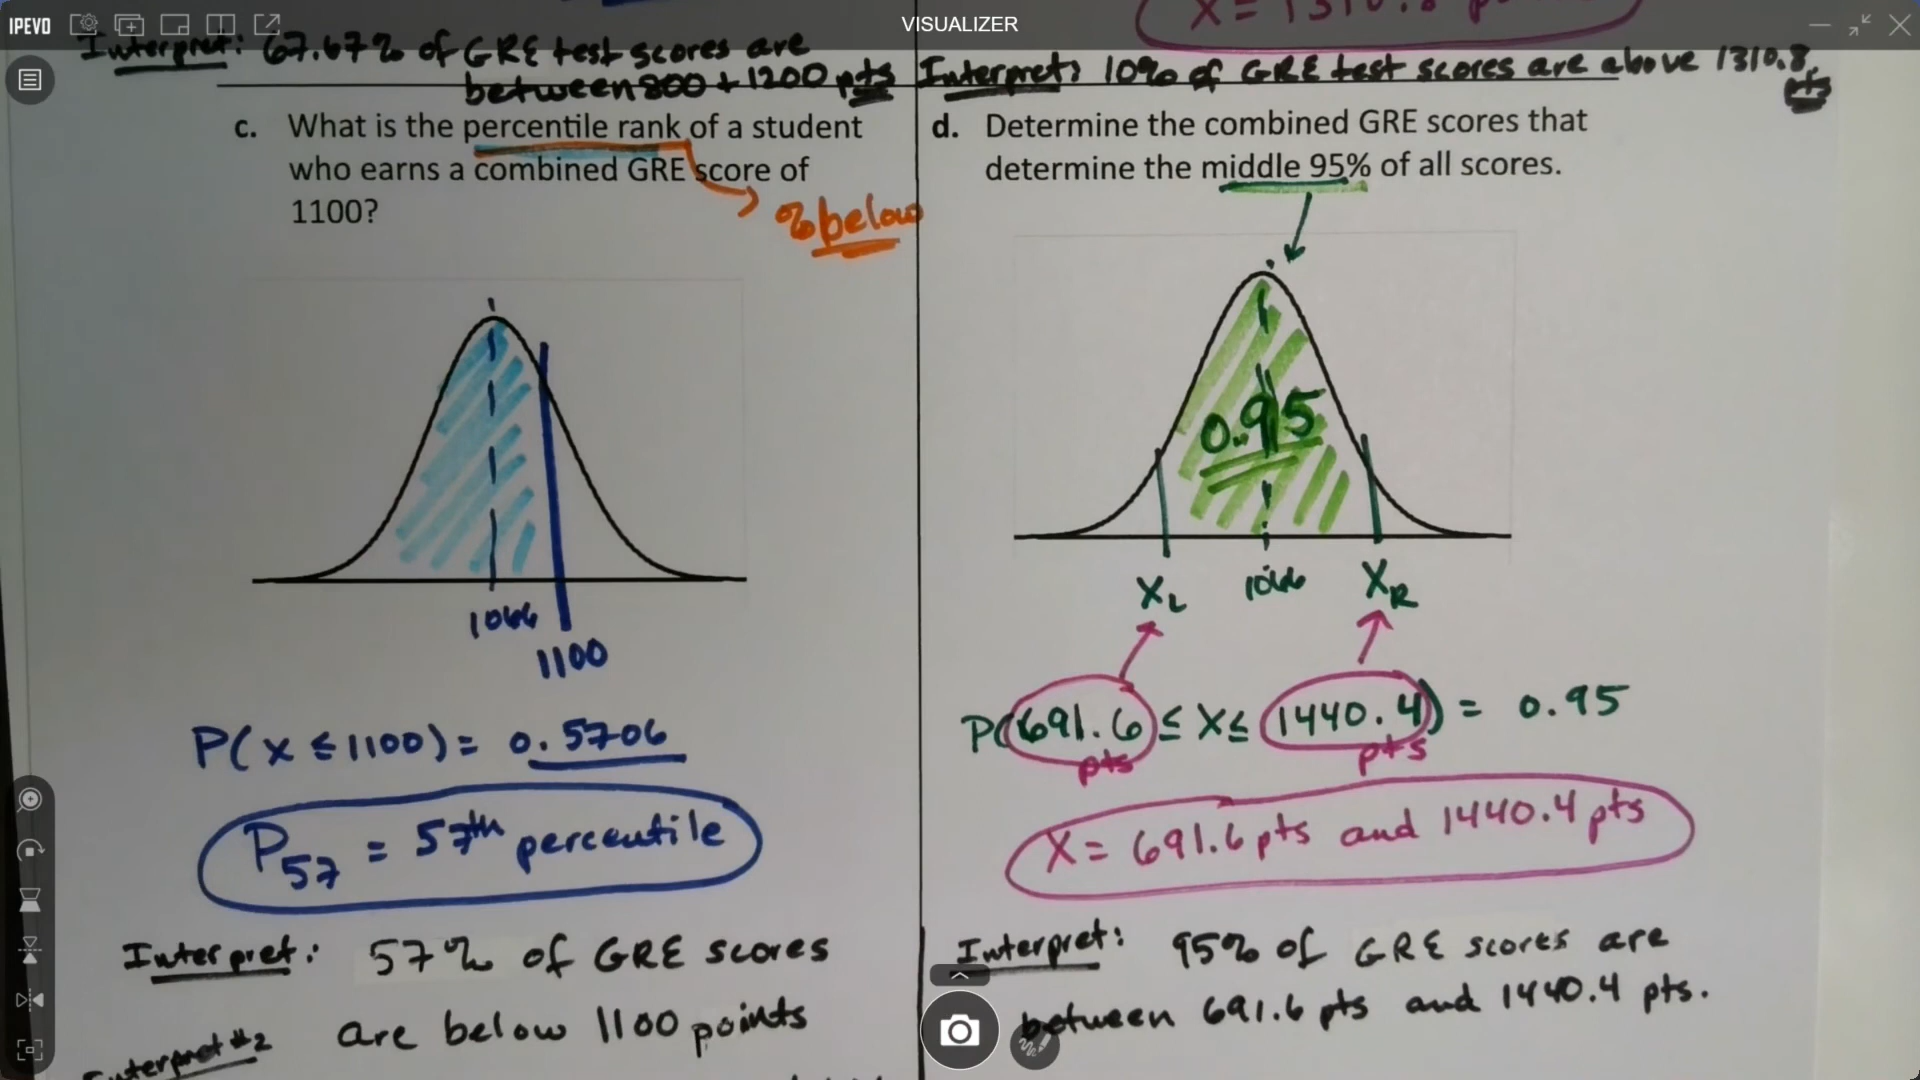 IPEVO
VISUALIZER
Interpret: 67.67% of GRE test scores are
between 800 + 1200 pts
Interpret: 10% of GRE test scores are above 1310.8
pts
c. What is the percentile rank of a student
who earns a combined GRE score of
1100?
% below
1066
1100
P(X ≤ 1100) = 0.5706
P57 = 57th percentile
Interpret: 57% of GRE scores
are below 1100 points
Interpret #2
d. Determine the combined GRE scores that
determine the middle 95% of all scores.
0.95
XL 1066 XR
P(691.6 ≤ X ≤ 1440.4) = 0.95
pts pts
X = 691.6 pts and 1440.4 pts
Interpret: 95% of GRE scores are
between 691.6 pts and 1440.4 pts.